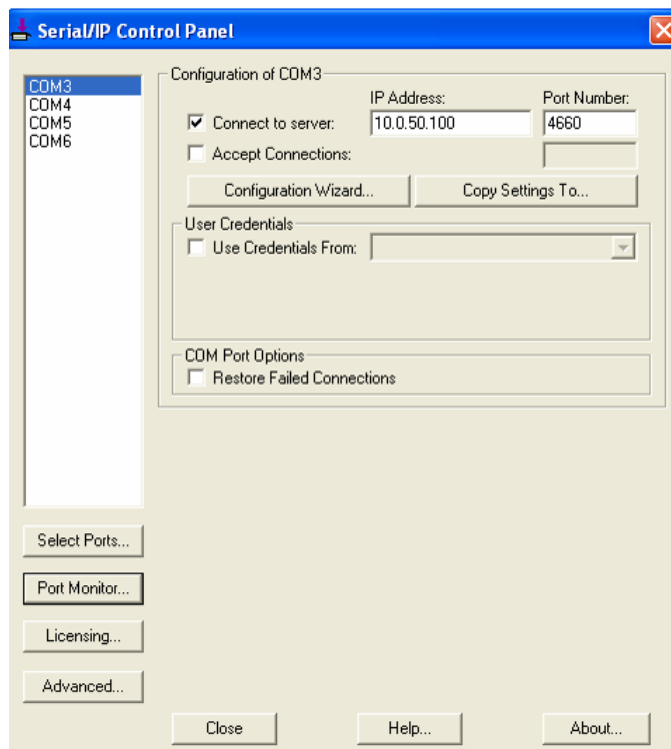 Serial/IP Control Panel
COM3
COM4
COM5
COM6
Configuration of COM3
IP Address: Port Number:
Connect to server: 10.0.50.100 4660
Accept Connections:
Configuration Wizard... Copy Settings To...
User Credentials
Use Credentials From:
COM Port Options
Restore Failed Connections
Select Ports...
Port Monitor...
Licensing...
Advanced...
Close Help... About...